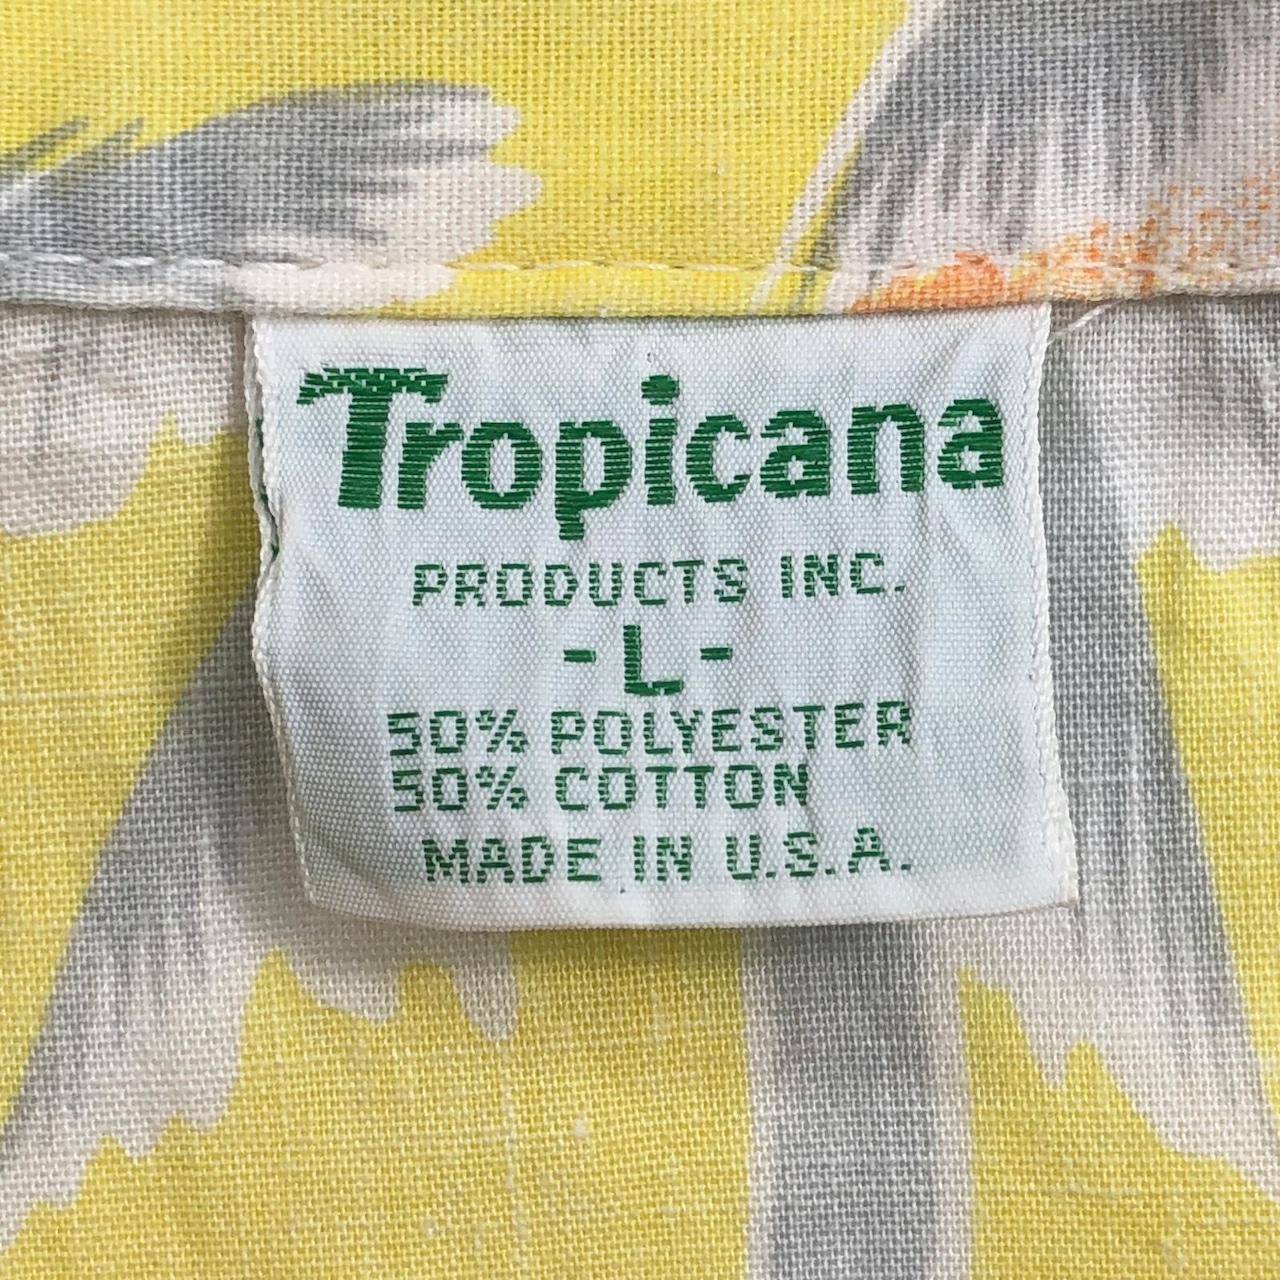 Tropicana
PRODUCTS INC.
-L-
50% POLYESTER
50% COTTON
MADE IN U.S.A.